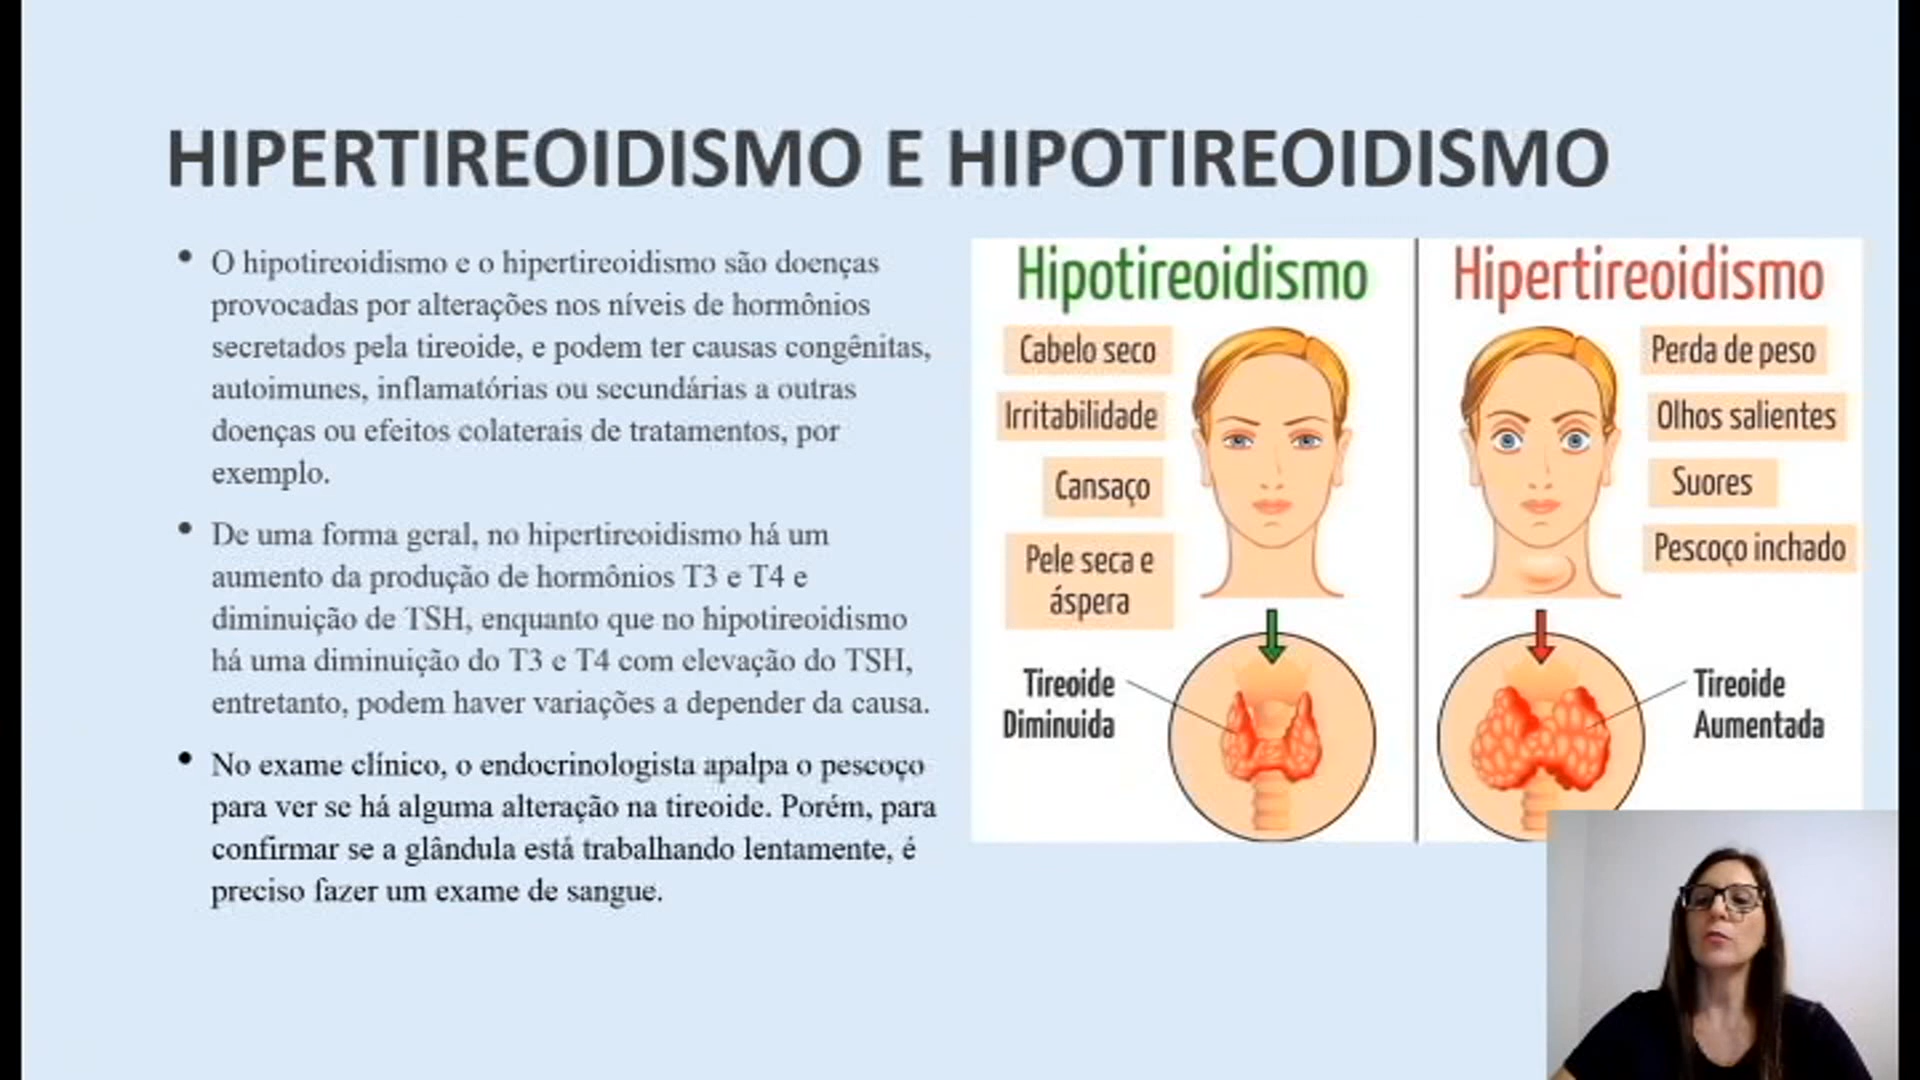 HIPERTIREOIDISMO E HIPOTIREOIDISMO
• O hipotireoidismo e o hipertireoidismo são doenças
provocadas por alterações nos níveis de hormônios
secretados pela tireoide, e podem ter causas congênitas,
autoimunes, inflamatórias ou secundárias a outras
doenças ou efeitos colaterais de tratamentos, por
exemplo.
• De uma forma geral, no hipertireoidismo há um
aumento da produção de hormônios T3 e T4 e
diminuição de TSH, enquanto que no hipotireoidismo
há uma diminuição do T3 e T4 com elevação do TSH,
entretanto, podem haver variações a depender da causa.
• No exame clínico, o endocrinologista apalpa o pescoço
para ver se há alguma alteração na tireoide. Porém, para
confirmar se a glândula está trabalhando lentamente, é
preciso fazer um exame de sangue.
Hipotireoidismo
Cabelo seco
Irritabilidade
Cansaço
Pele seca e
áspera
Tireoide
Diminuida
Hipertireoidismo
Perda de peso
Olhos salientes
Suores
Pescoço inchado
Tireoide
Aumentada